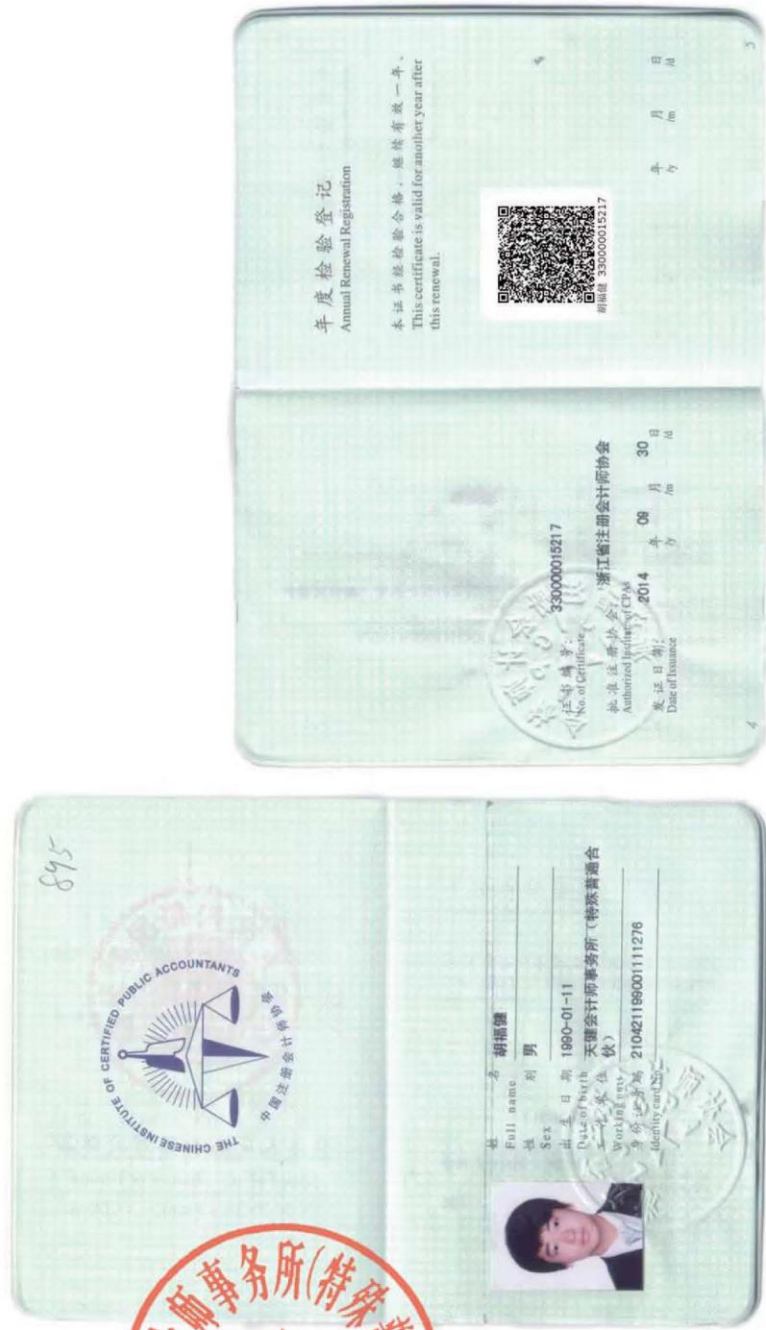 895
THE CHINESE INSTITUTE OF CERTIFIED PUBLIC ACCOUNTANTS
中国注册会计师协会
师事务所(特殊普
姓 名 胡福健
Full name
性 别 男
Sex
出 生 日 期 1990-01-11
Date of birth
工 作 单 位 天健会计师事务所(特殊普通合
伙)
Working unit
身份证号码 210421199001111276
Identity card No.
证书编号: 330000015217
No. of Certificate
批准注册协会: 浙江省注册会计师协会
Authorized Institute of CPAs
发证日期: 2014 年 09 月 30 日
Date of Issuance /y /m /d
4
年度检验登记
Annual Renewal Registration
本证书经检验合格,继续有效一年。
This certificate is valid for another year after
this renewal.
胡福健 330000015217
年 月 日
/y /m /d
5